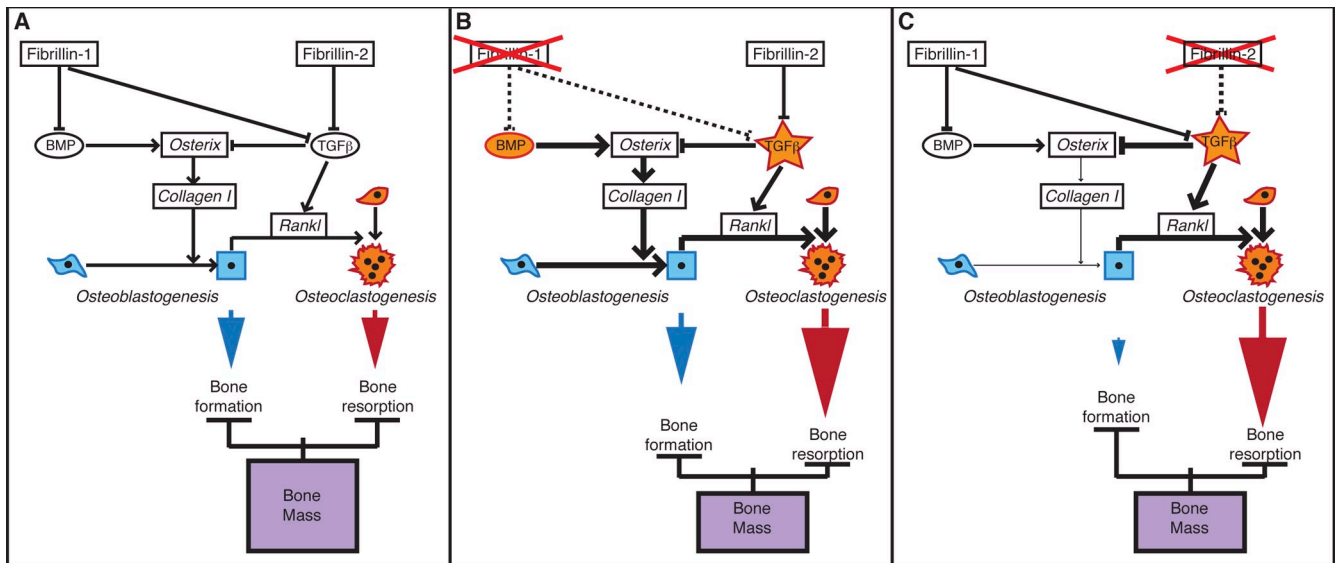 A
Fibrillin-1
Fibrillin-2
BMP
Osterix
TGFβ
Collagen I
Rankl
Osteoblastogenesis
Osteoclastogenesis
Bone
formation
Bone
resorption
Bone
Mass
B
Fibrillin-1
Fibrillin-2
BMP
Osterix
TGFβ
Collagen I
Rankl
Osteoblastogenesis
Osteoclastogenesis
Bone
formation
Bone
resorption
Bone
Mass
C
Fibrillin-1
Fibrillin-2
BMP
Osterix
TGFβ
Collagen I
Rankl
Osteoblastogenesis
Osteoclastogenesis
Bone
formation
Bone
resorption
Bone
Mass